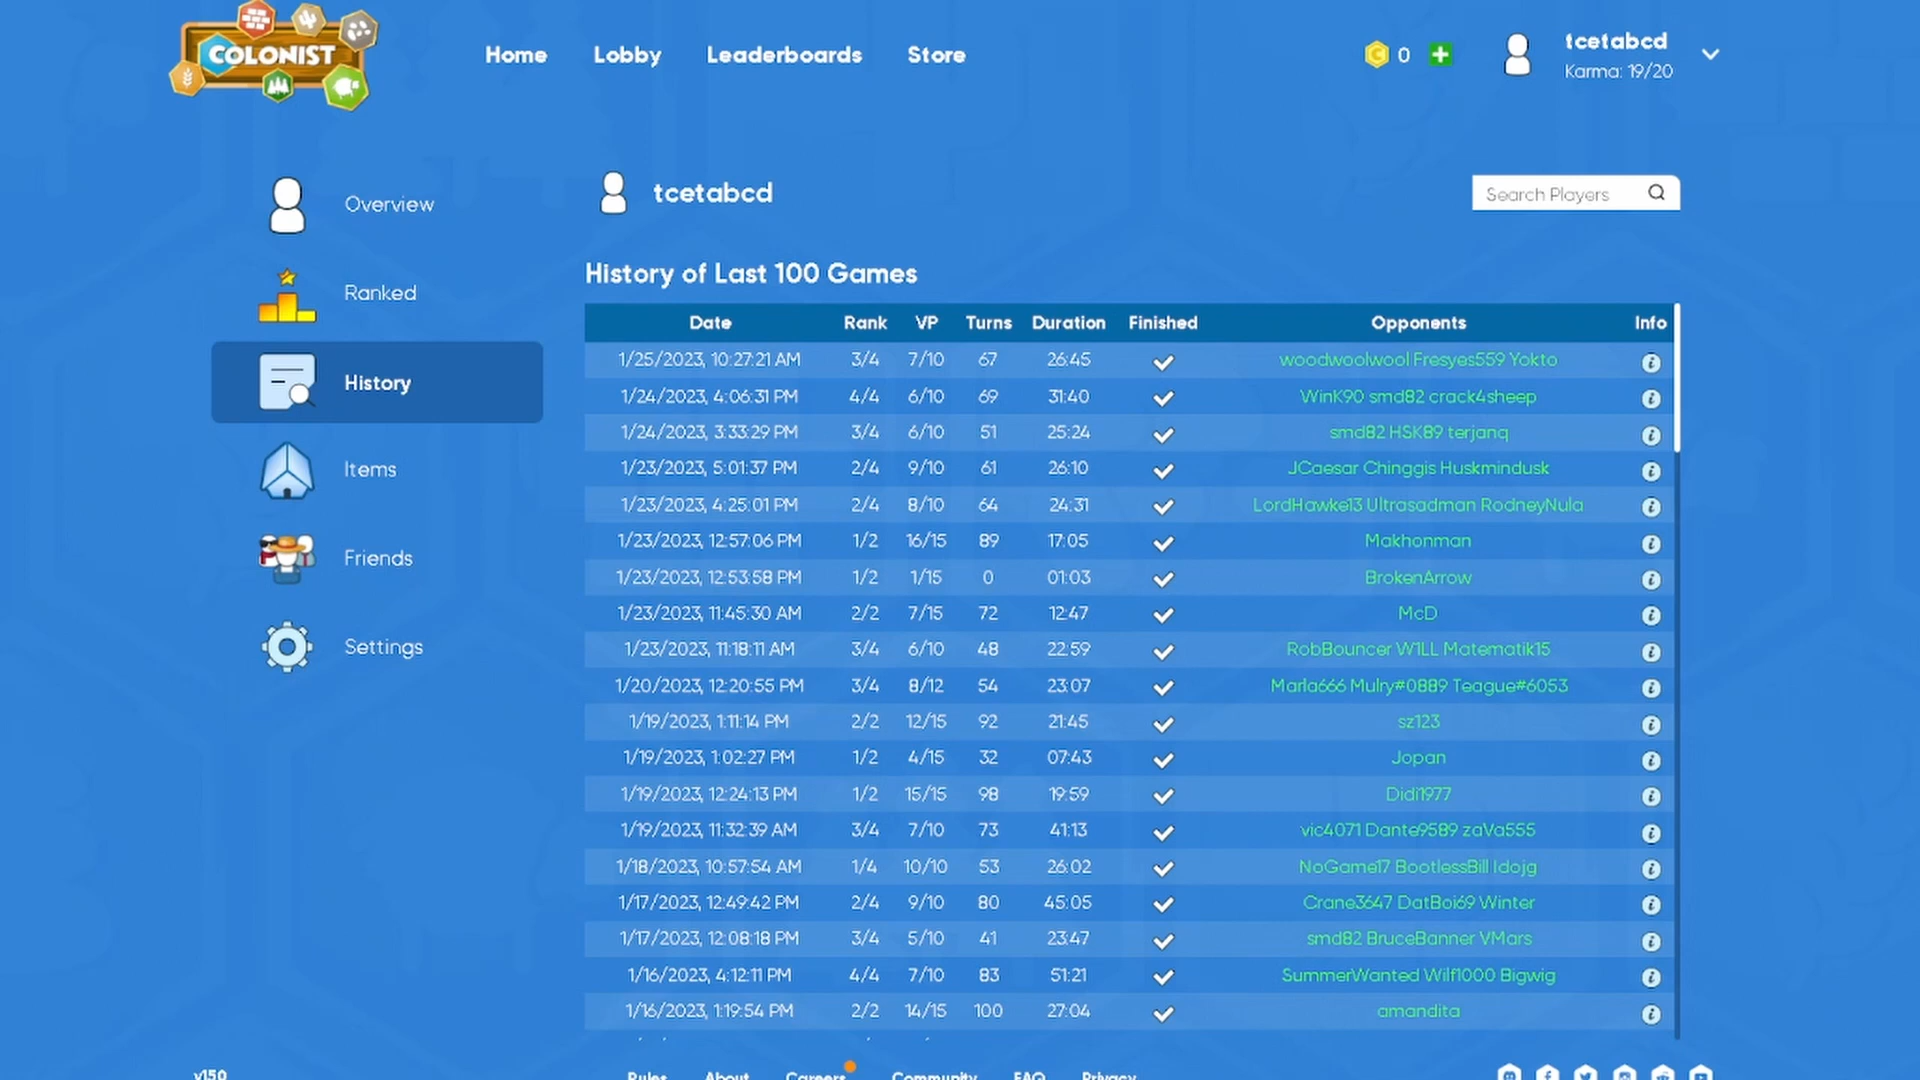 COLONIST
Home Lobby Leaderboards Store
0
tcetabcd
Karma: 19/20
Overview
Ranked
History
Items
Friends
Settings
tcetabcd
Search Players
History of Last 100 Games
Date Rank VP Turns Duration Finished Opponents Info
1/25/2023, 10:27:21 AM 3/4 7/10 67 26:45 woodwoolwool Fresyes559 Yokto
1/24/2023, 4:06:31 PM 4/4 6/10 69 31:40 WinK90 smd82 crack4sheep
1/24/2023, 3:33:29 PM 3/4 6/10 51 25:24 smd82 HSK89 terjanq
1/23/2023, 5:01:37 PM 2/4 9/10 61 26:10 JCaesar Chinggis Huskmindusk
1/23/2023, 4:25:01 PM 2/4 8/10 64 24:31 LordHawke13 Ultrasadman RodneyNula
1/23/2023, 12:57:06 PM 1/2 16/15 89 17:05 Makhonman
1/23/2023, 12:53:58 PM 1/2 1/15 0 01:03 BrokenArrow
1/23/2023, 11:45:30 AM 2/2 7/15 72 12:47 McD
1/23/2023, 11:18:11 AM 3/4 6/10 48 22:59 RobBouncer W1LL Matematik15
1/20/2023, 12:20:55 PM 3/4 8/12 54 23:07 Marla666 Mulry#0889 Teague#6053
1/19/2023, 1:11:14 PM 2/2 12/15 92 21:45 sz123
1/19/2023, 1:02:27 PM 1/2 4/15 32 07:43 Jopan
1/19/2023, 12:24:13 PM 1/2 15/15 98 19:59 Didi1977
1/19/2023, 11:32:39 AM 3/4 7/10 73 41:13 vic4071 Dante9589 zaVa555
1/18/2023, 10:57:54 AM 1/4 10/10 53 26:02 NoGame17 BootlessBill Idojg
1/17/2023, 12:49:42 PM 2/4 9/10 80 45:05 Crane3647 DatBoi69 Winter
1/17/2023, 12:08:18 PM 3/4 5/10 41 23:47 smd82 BruceBanner VMars
1/16/2023, 4:12:11 PM 4/4 7/10 83 51:21 SummerWanted Wilf1000 Bigwig
1/16/2023, 1:19:54 PM 2/2 14/15 100 27:04 amandita
v150 Rules About Careers Community FAQ Privacy